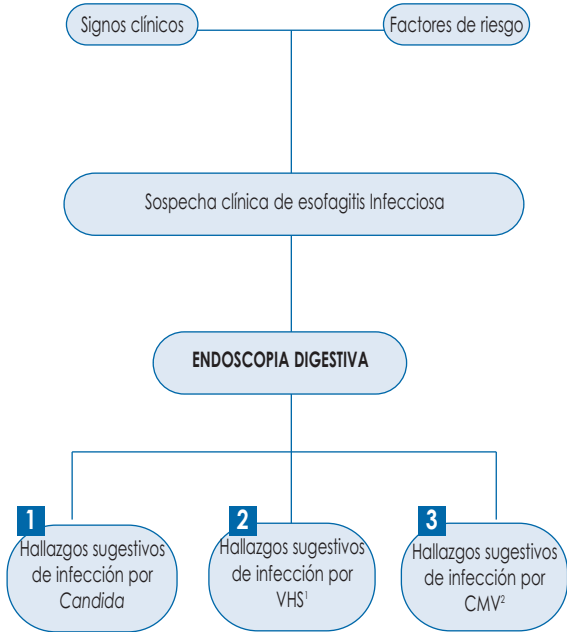 Signos clínicos
Factores de riesgo
Sospecha clínica de esofagitis Infecciosa
ENDOSCOPIA DIGESTIVA
1
Hallazgos sugestivos
de infección por
Candida
2
Hallazgos sugestivos
de infección por
VHS¹
3
Hallazgos sugestivos
de infección por
CMV²